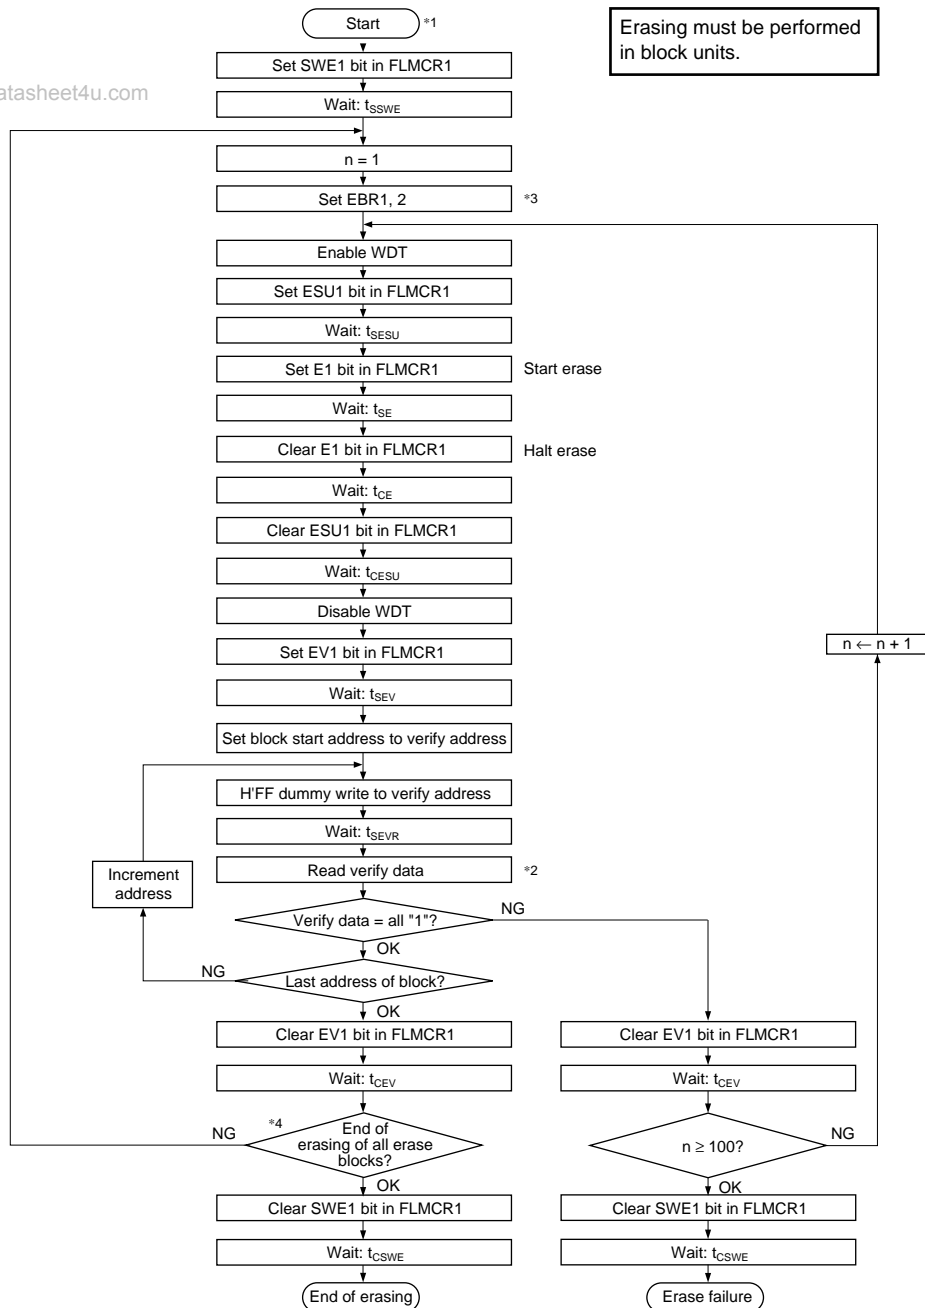 Start *1
Erasing must be performed
in block units.
Set SWE1 bit in FLMCR1
atasheet4u.com
Wait: tSSWE
n = 1
Set EBR1, 2 *3
Enable WDT
Set ESU1 bit in FLMCR1
Wait: tSESU
Set E1 bit in FLMCR1 Start erase
Wait: tSE
Clear E1 bit in FLMCR1 Halt erase
Wait: tCE
Clear ESU1 bit in FLMCR1
Wait: tCESU
Disable WDT
Set EV1 bit in FLMCR1
n ← n + 1
Wait: tSEV
Set block start address to verify address
H'FF dummy write to verify address
Wait: tSEVR
Increment
address
Read verify data *2
Verify data = all "1"? NG
OK
NG Last address of block?
OK
Clear EV1 bit in FLMCR1 Clear EV1 bit in FLMCR1
Wait: tCEV Wait: tCEV
NG *4 End of
erasing of all erase
blocks?
n ≥ 100? NG
OK OK
Clear SWE1 bit in FLMCR1 Clear SWE1 bit in FLMCR1
Wait: tCSWE Wait: tCSWE
End of erasing Erase failure